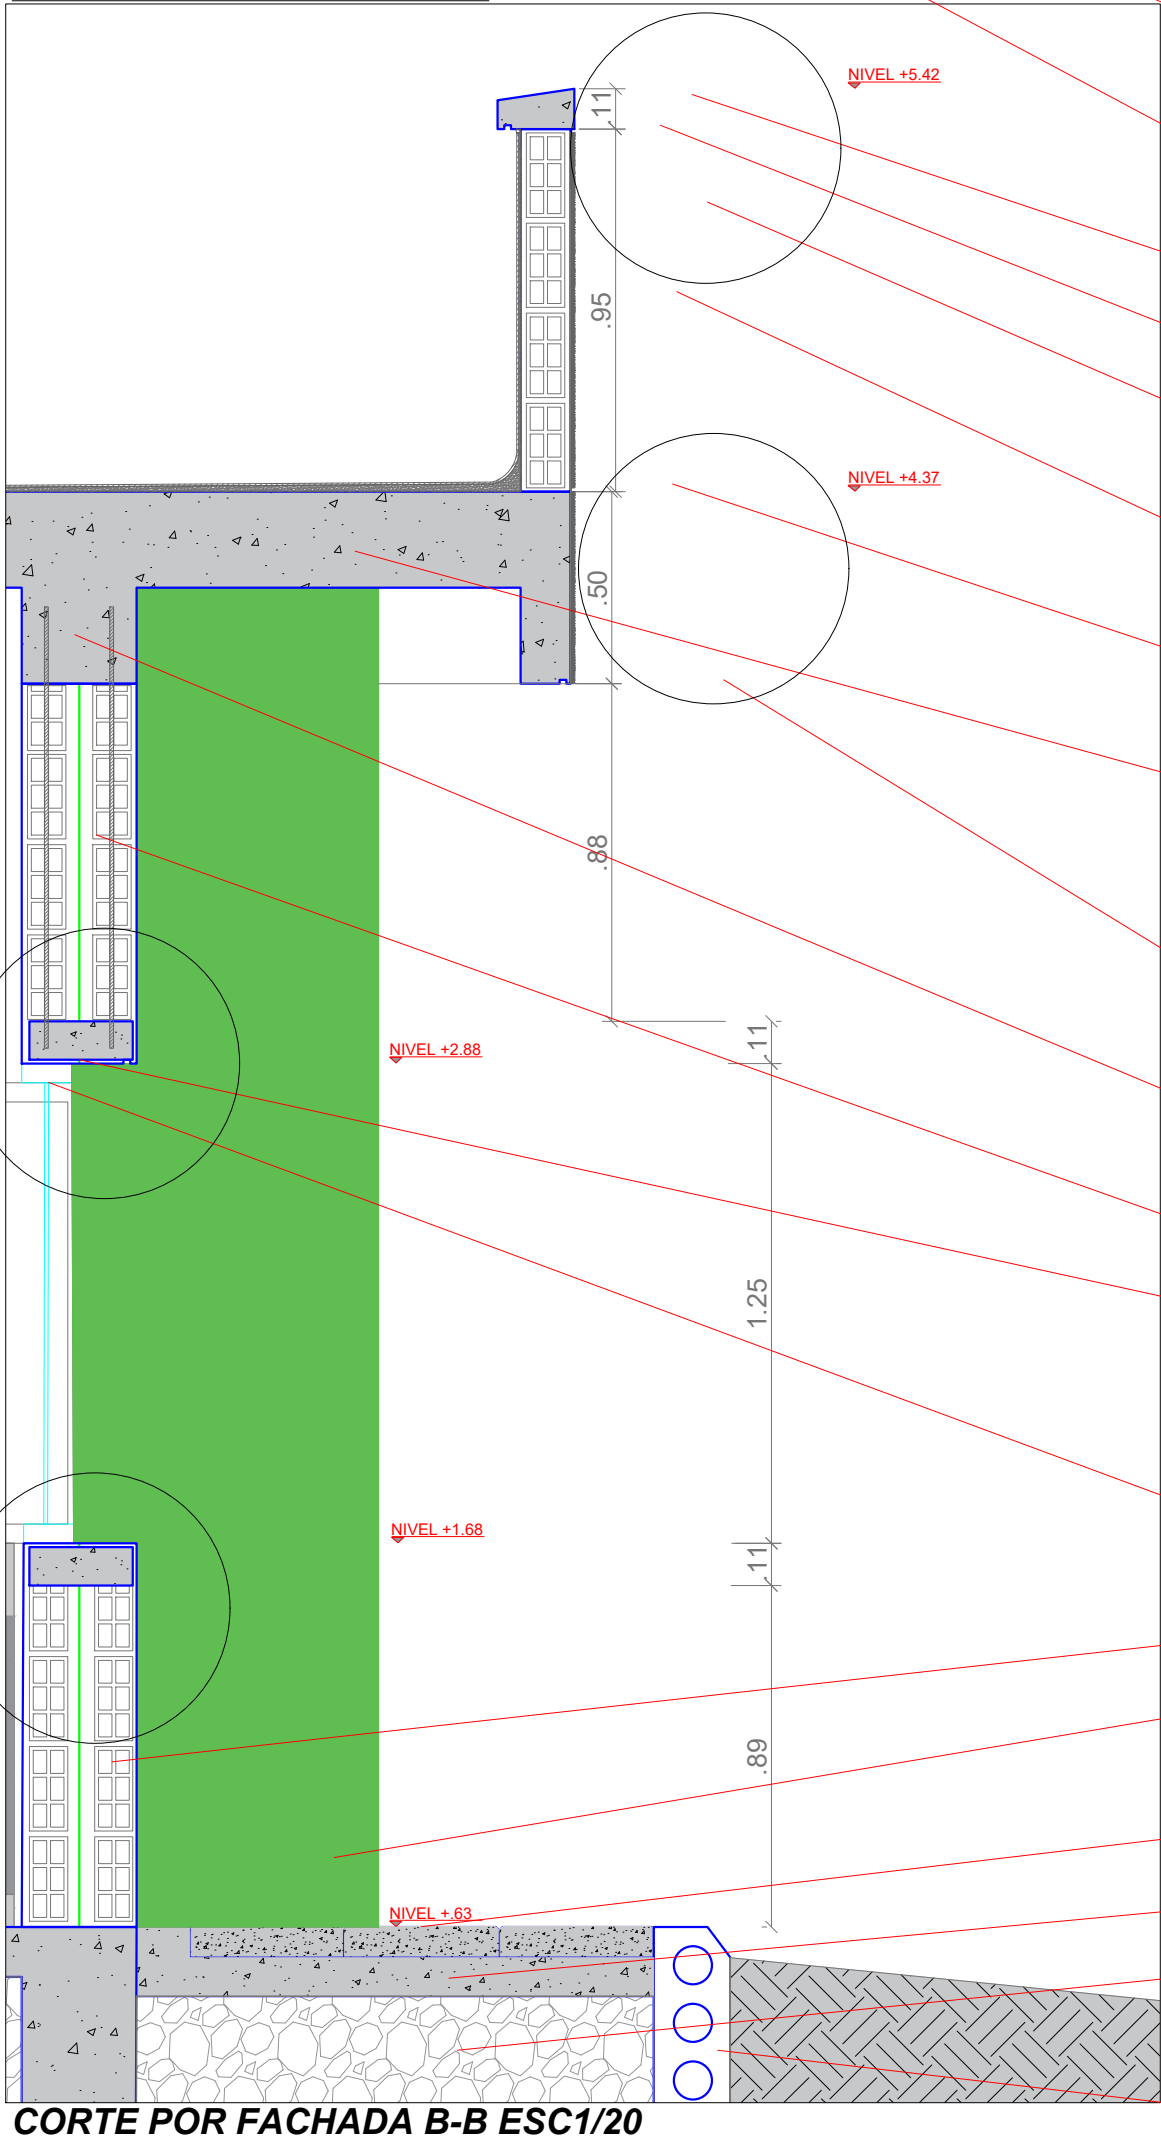 NIVEL +5.42
.11
.95
NIVEL +4.37
.50
.88
.11
NIVEL +2.88
1.25
NIVEL +1.68
.11
.89
NIVEL +.63
CORTE POR FACHADA B-B ESC1/20